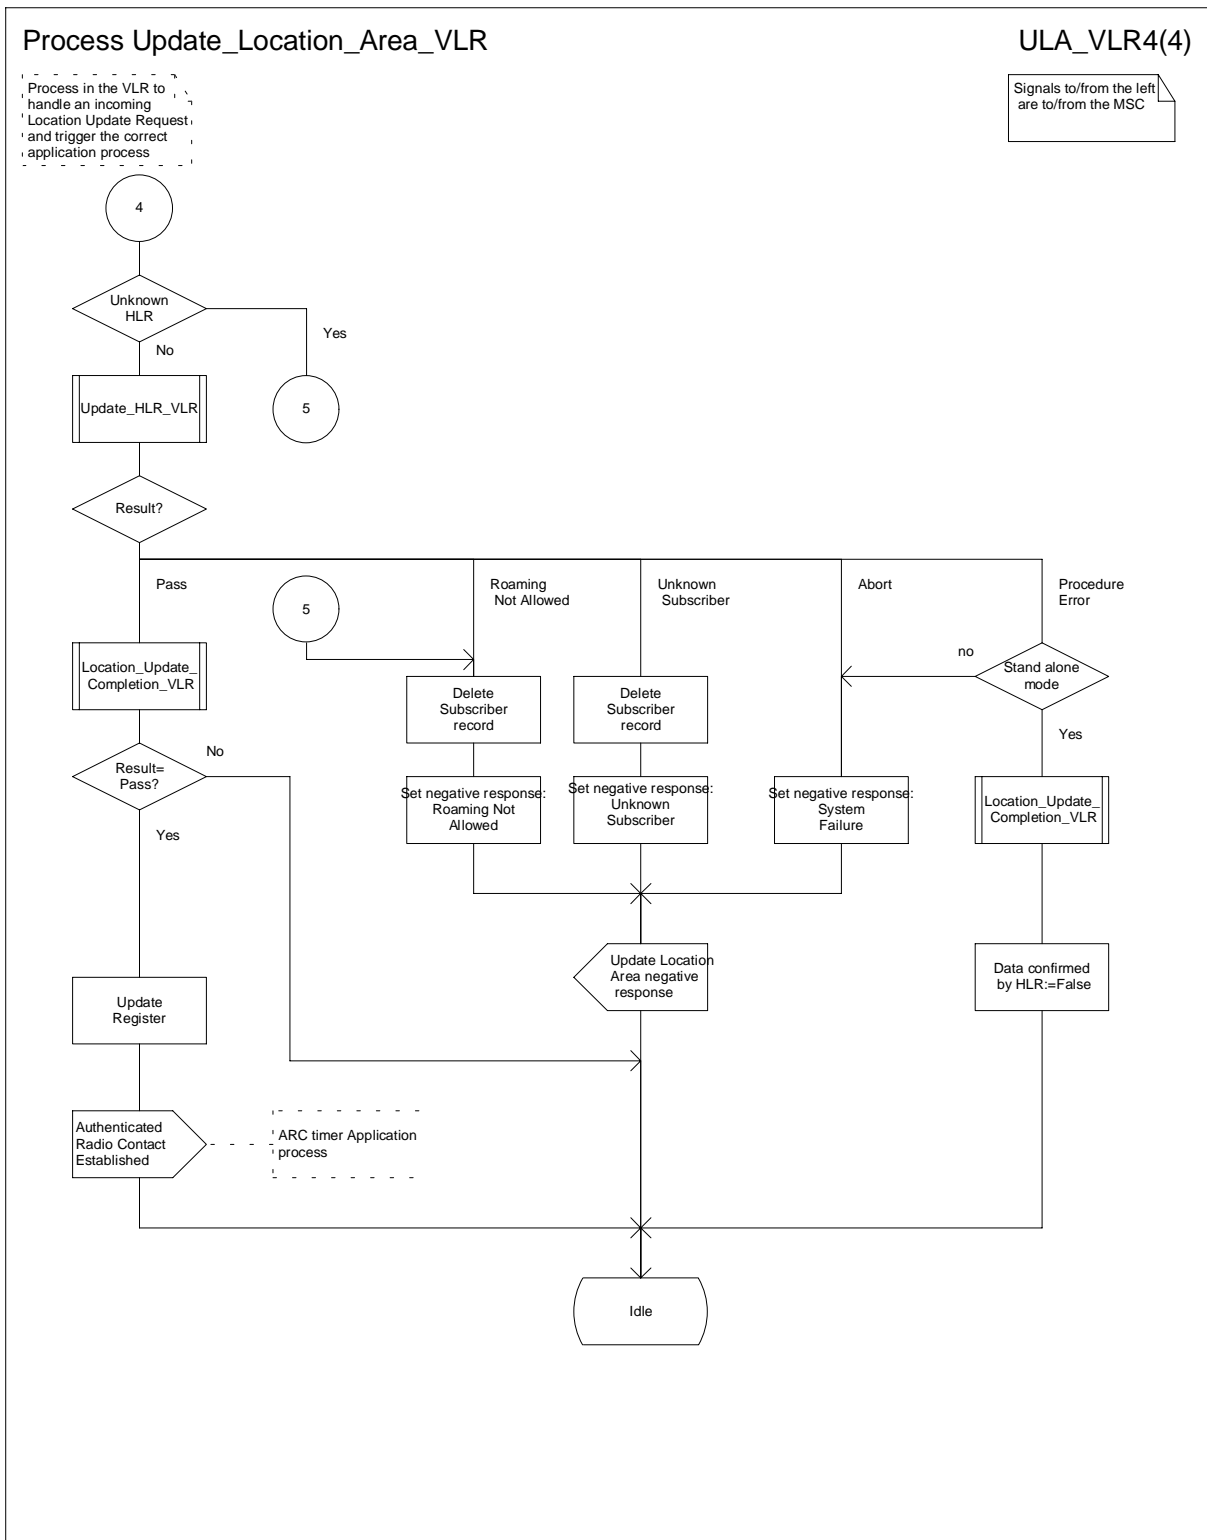 Process Update_Location_Area_VLR
ULA_VLR4(4)
Process in the VLR to
handle an incoming
Location Update Request
and trigger the correct
application process
Signals to/from the left
are to/from the MSC
4
Unknown
HLR
Yes
No
Update_HLR_VLR
5
Result?
Pass
5
Roaming
Not Allowed
Unknown
Subscriber
Abort
Procedure
Error
Location_Update_
Completion_VLR
Delete
Subscriber
record
Delete
Subscriber
record
no
Stand alone
mode
Yes
No
Result=
Pass?
Set negative response:
Roaming Not
Allowed
Set negative response:
Unknown
Subscriber
Set negative response:
System
Failure
Location_Update_
Completion_VLR
Yes
Update Location
Area negative
response
Data confirmed
by HLR:=False
Update
Register
Authenticated
Radio Contact
Established
ARC timer Application
process
Idle